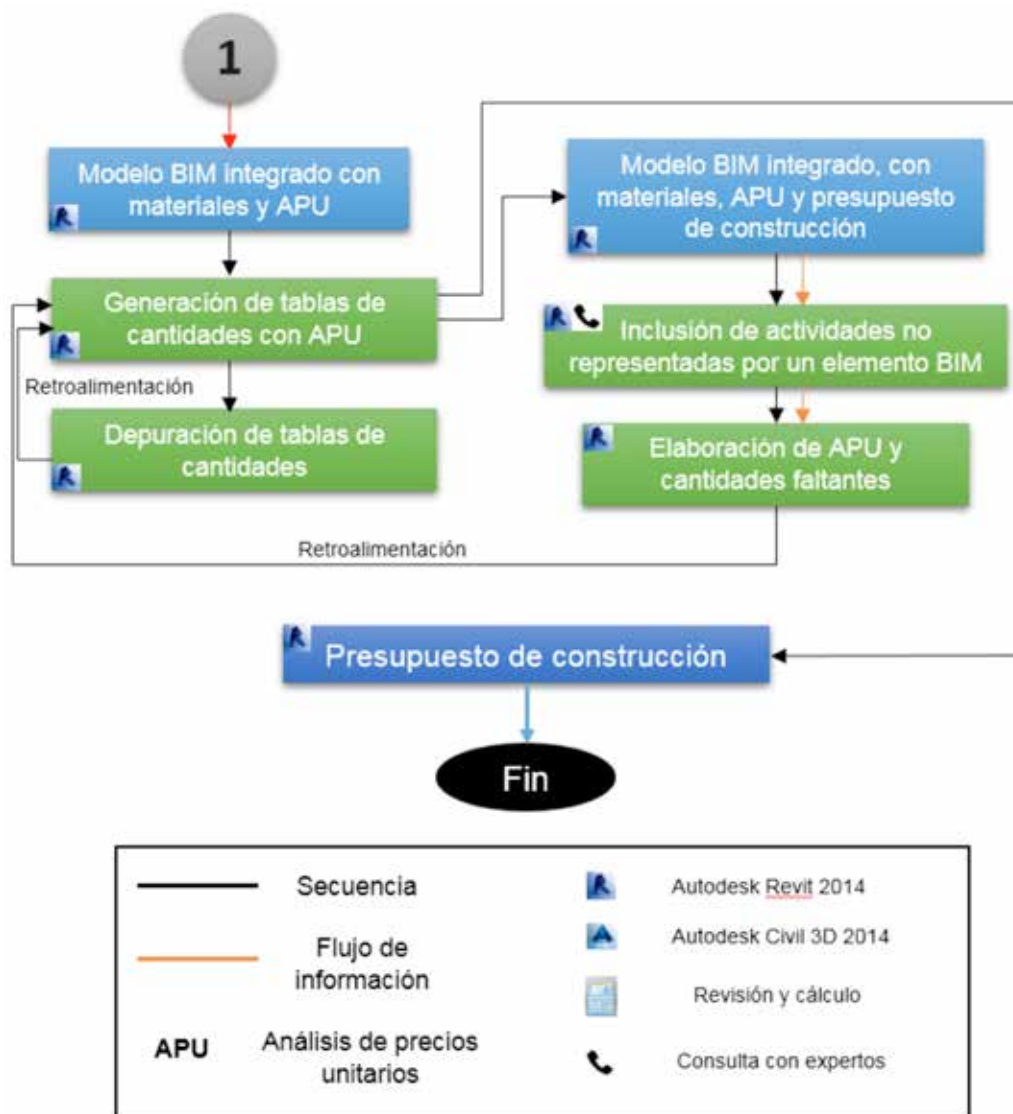 1
Modelo BIM integrado con
materiales y APU
Generación de tablas de
cantidades con APU
Retroalimentación
Depuración de tablas de
cantidades
Modelo BIM integrado, con
materiales, APU y presupuesto
de construcción
Inclusión de actividades no
representadas por un elemento BIM
Elaboración de APU y
cantidades faltantes
Retroalimentación
Presupuesto de construcción
Fin
Secuencia
Flujo de
información
APU
Análisis de precios
unitarios
Autodesk Revit 2014
Autodesk Civil 3D 2014
Revisión y cálculo
Consulta con expertos